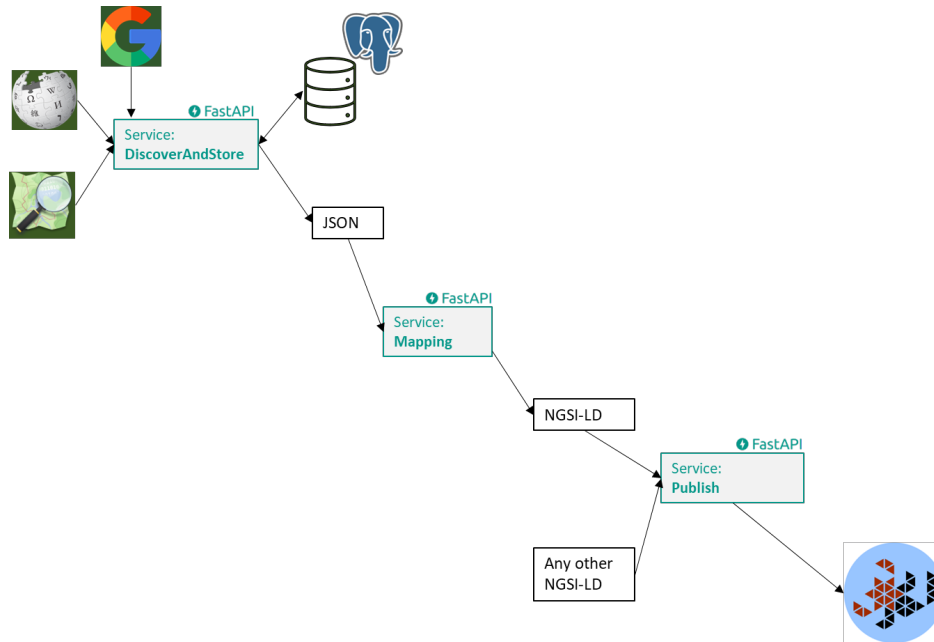 FastAPI
Service:
DiscoverAndStore
JSON
FastAPI
Service:
Mapping
NGSI-LD
FastAPI
Service:
Publish
Any other
NGSI-LD